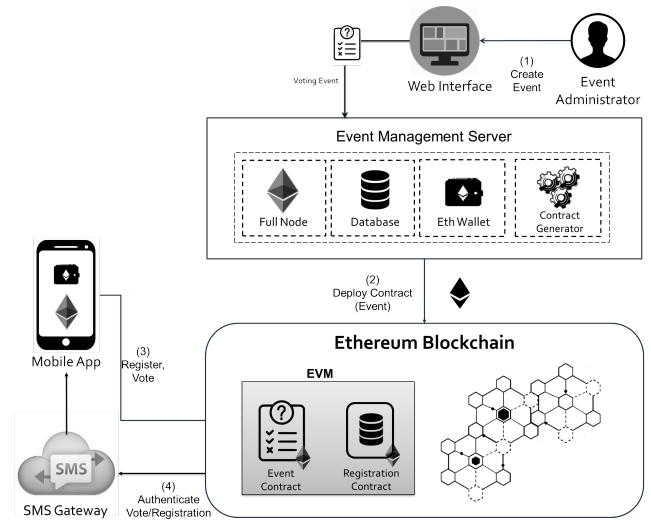 (1)
Create
Event
Voting Event
Web Interface
Event
Administrator
Event Management Server
Full Node
Database
Eth Wallet
Contract
Generator
(2)
Deploy Contract
(Event)
Mobile App
(3)
Register,
Vote
Ethereum Blockchain
EVM
?
Event
Contract
Registration
Contract
SMS
SMS Gateway
(4)
Authenticate
Vote/Registration